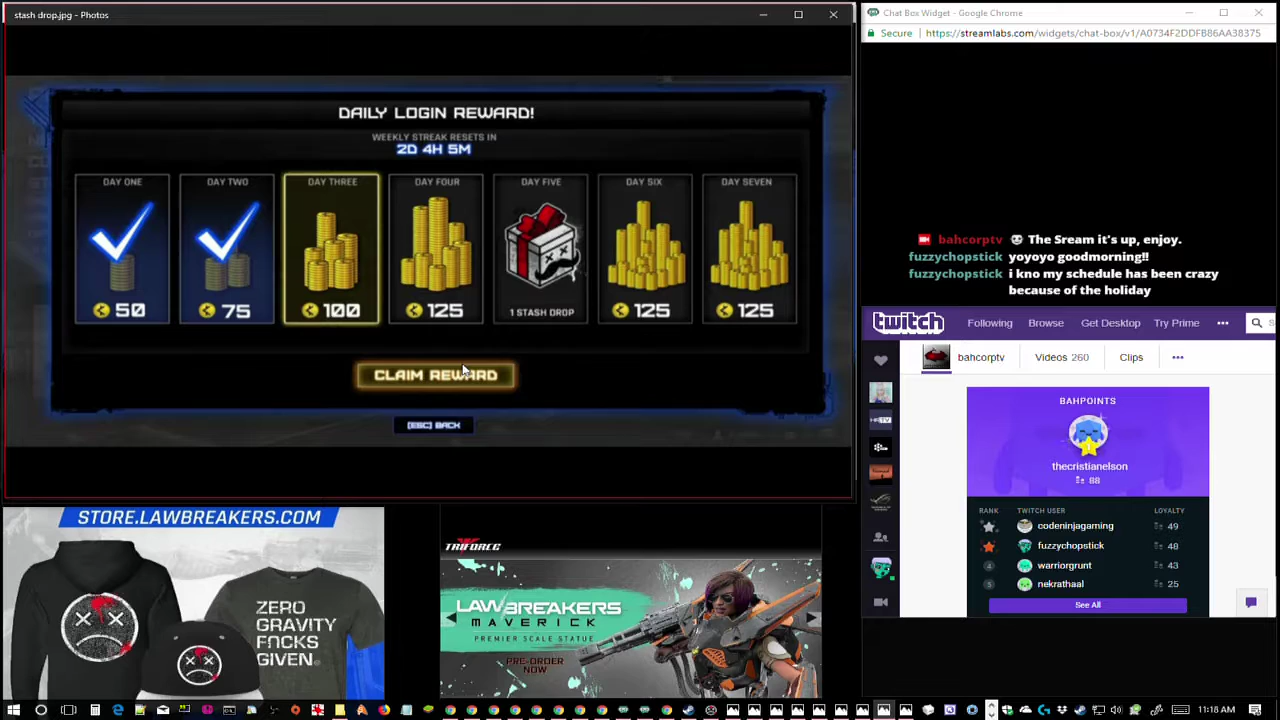 stash drop.jpg - Photos
DAILY LOGIN REWARD!
WEEKLY STREAK RESETS IN
2D 4H 5M
DAY ONE
DAY TWO
DAY THREE
DAY FOUR
DAY FIVE
DAY SIX
DAY SEVEN
50
75
100
125
1 STASH DROP
125
125
CLAIM REWARD
[ESC] BACK
Chat Box Widget - Google Chrome
Secure
https://streamlabs.com/widgets/chat-box/v1/A0734F2DDFB86AA38375
bahcorptv The Sream it's up, enjoy.
fuzzychopstick yoyoyo goodmorning!!
fuzzychopstick i kno my schedule has been crazy
because of the holiday
twitch Following Browse Get Desktop Try Prime
bahcorptv Videos 260 Clips
BAHPOINTS
1
thecristianelson
88
RANK TWITCH USER LOYALTY
codeninjagaming 49
fuzzychopstick 48
4 warriorgrunt 43
5 nekrathaal 25
See All
STORE.LAWBREAKERS.COM
ZERO
GRAVITY
F×CKS
GIVEN
TRIFORCE
LAWBREAKERS
MAVERICK
PREMIER SCALE STATUE
PRE-ORDER
NOW
11:18 AM